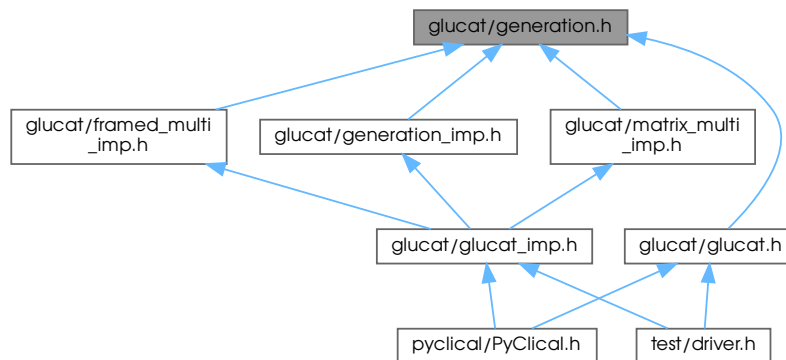 glucat/generation.h
glucat/framed_multi
_imp.h
glucat/generation_imp.h
glucat/matrix_multi
_imp.h
glucat/glucat_imp.h
glucat/glucat.h
pyclical/PyClical.h
test/driver.h